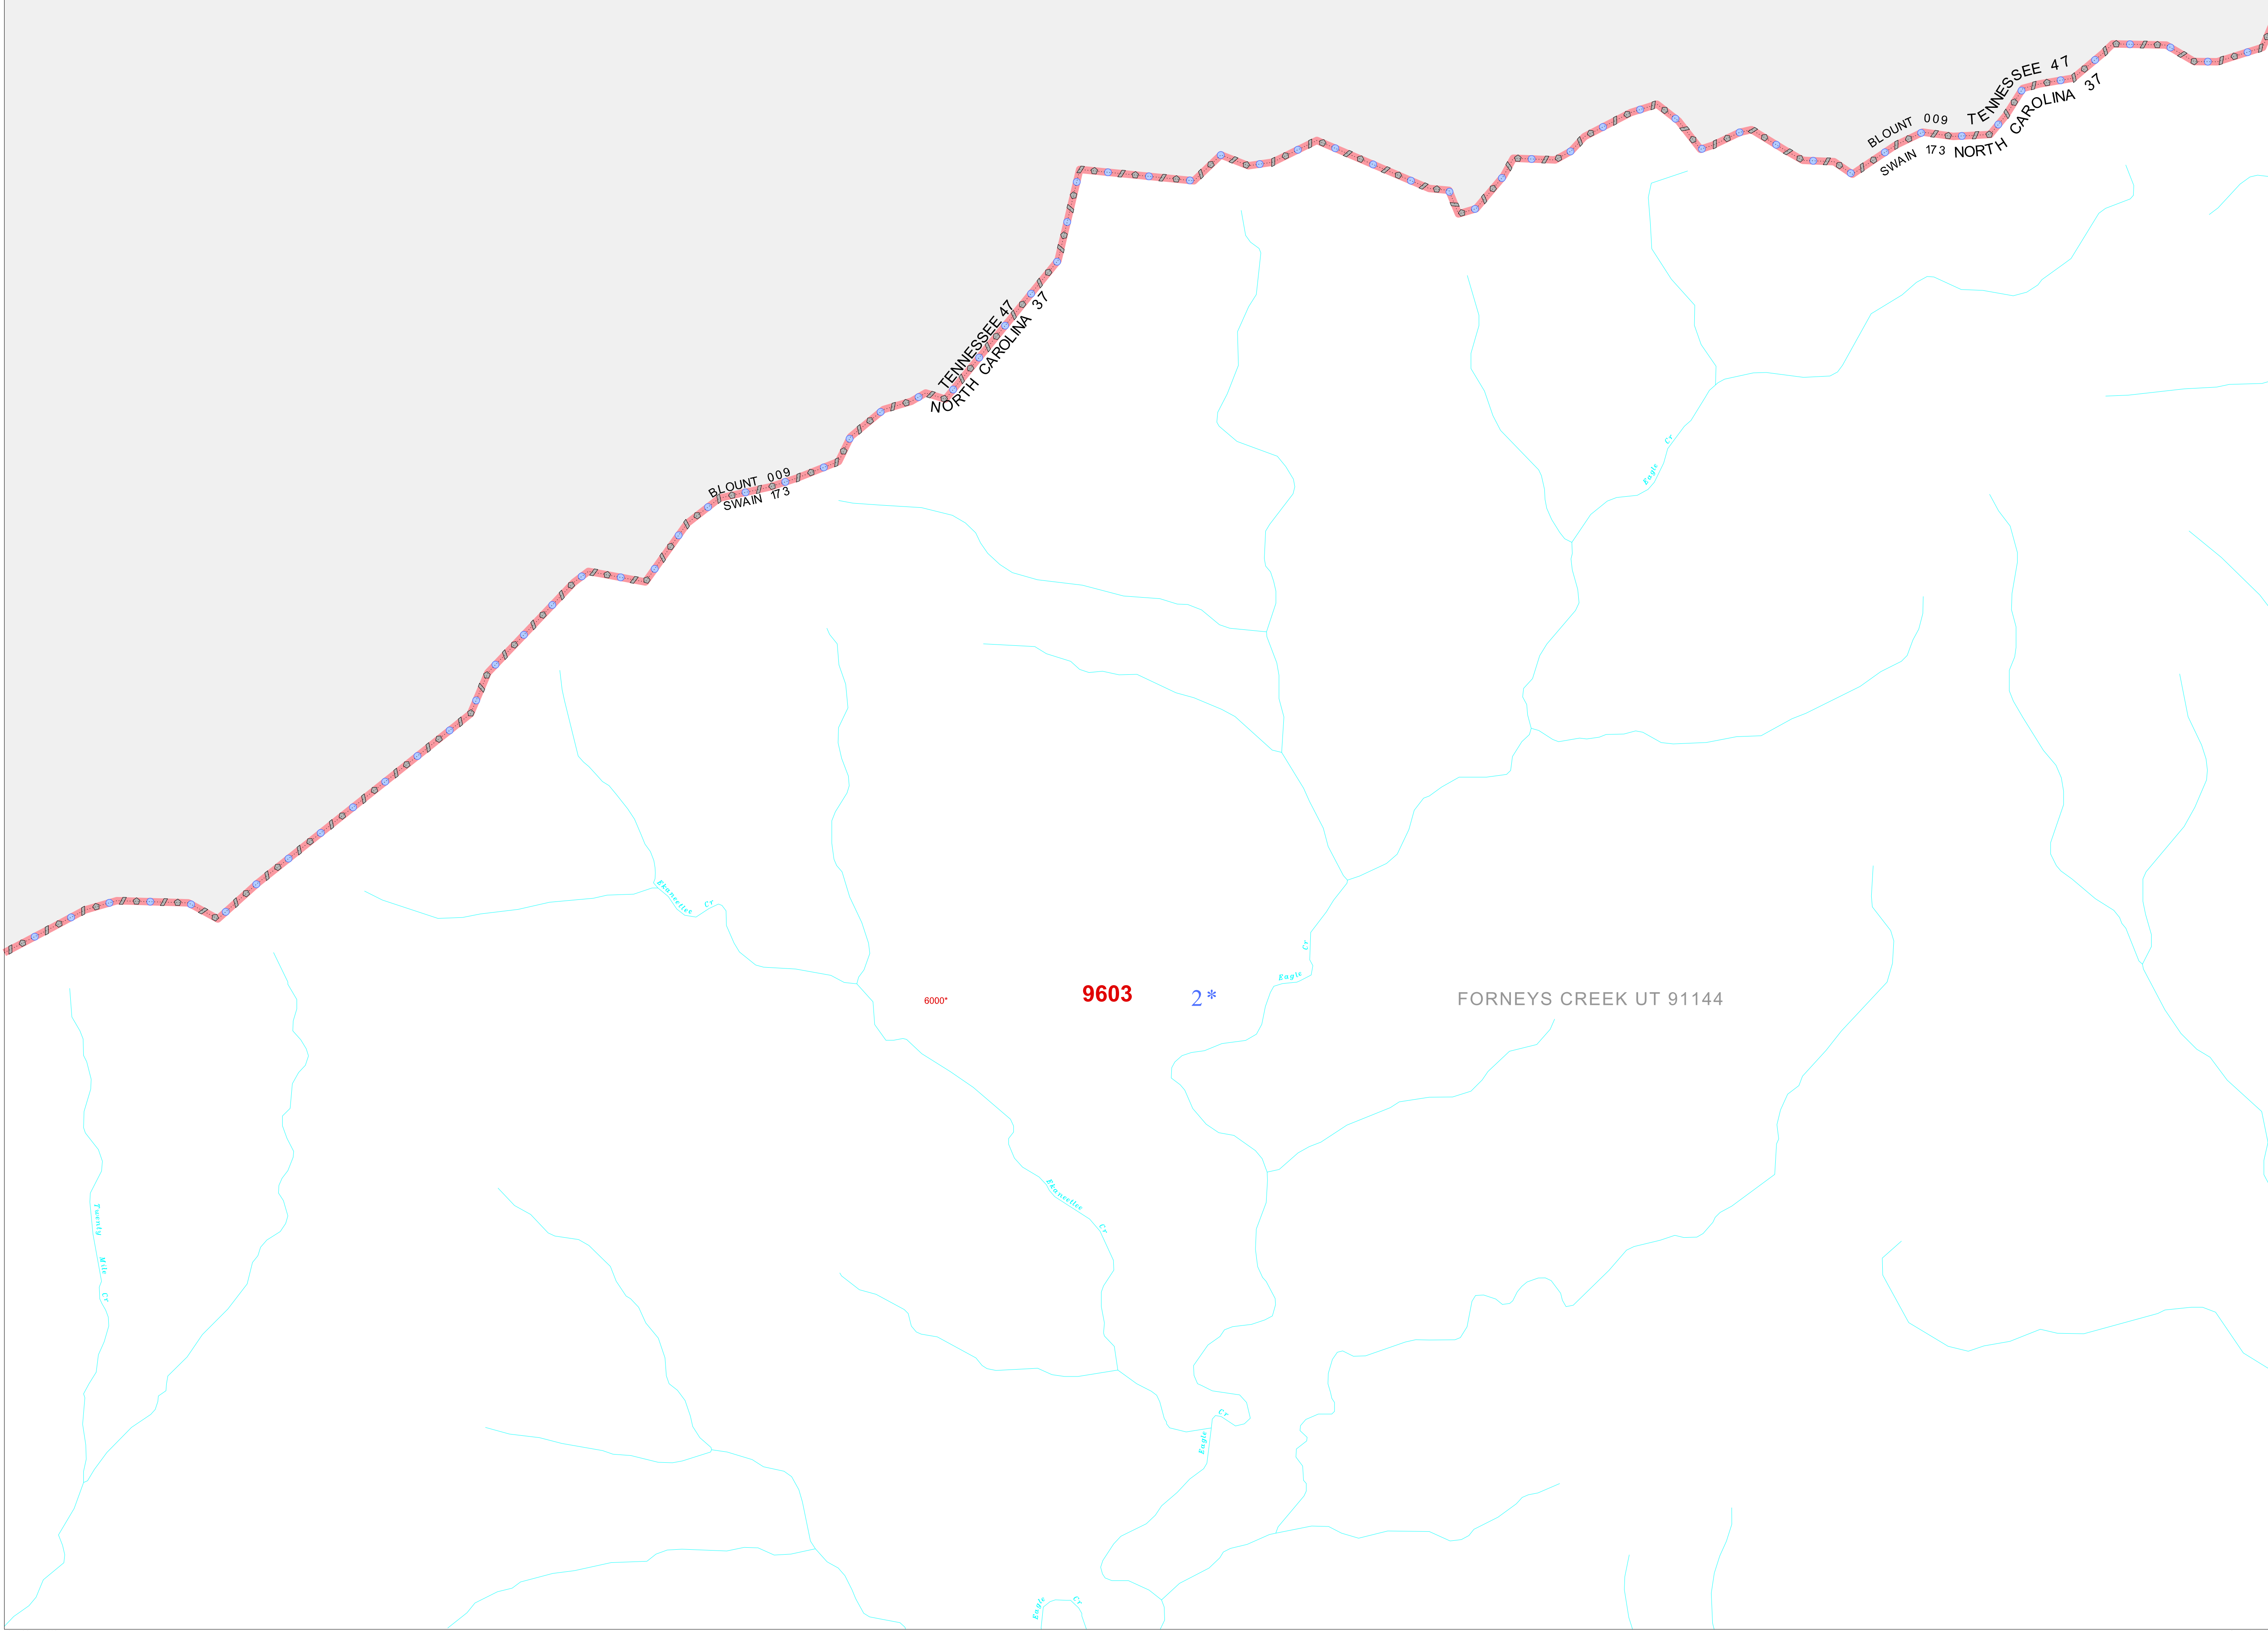 TENNESSEE 47
BLOUNT 009
SWAIN 173
NORTH CAROLINA 37
TENNESSEE 47
NORTH CAROLINA 37
BLOUNT 009
SWAIN 173
Eagle Cr
Ekaneetlee Cr
Eagle Cr
6000*
9603
2*
FORNEYS CREEK UT 91144
Ekaneetlee Cr
Twenty Mile Cr
Eagle Cr
Eagle Cr